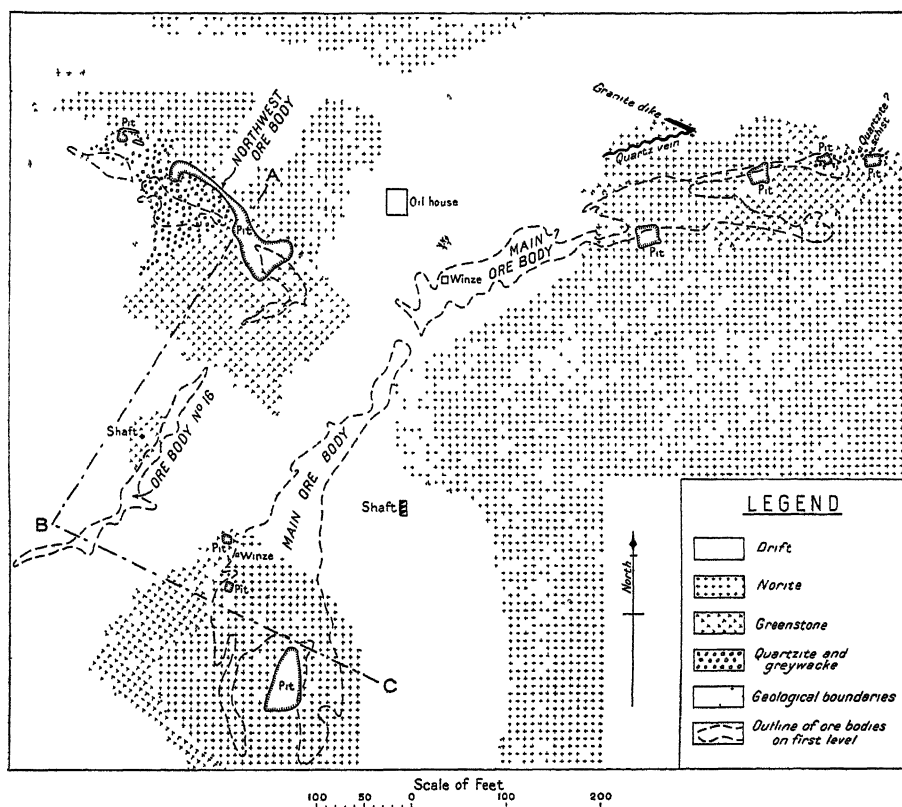 Pit
NORTHWEST
ORE BODY
A
Pit
Granite dike
Quartz vein
Quartzite?
schist
Pit
Pit
Pit
Oil house
MAIN
ORE BODY
Pit
Winze
Shaft
ORE BODY Nº 16
MAIN ORE BODY
Shaft
B
Pit
Winze
Pit
Pit
C
North
LEGEND
Drift
Norite
Greenstone
Quartzite and
greywacke
Geological boundaries
Outline of ore bodies
on first level
Scale of Feet
100 50 0 100 200